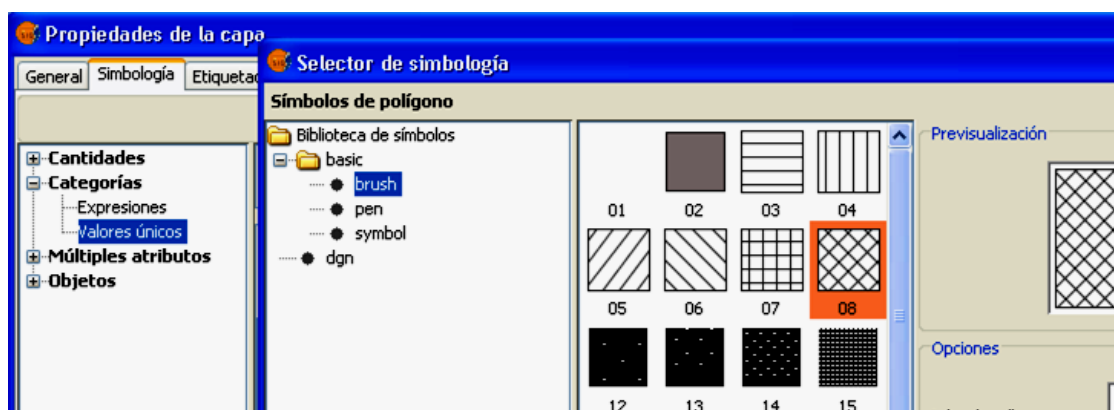 Propiedades de la capa
General Simbología Etiquetad
Cantidades
Categorías
Expresiones
Valores únicos
Múltiples atributos
Objetos
Selector de simbología
Símbolos de polígono
Biblioteca de símbolos
basic
brush
pen
symbol
dgn
01 02 03 04
05 06 07 08
12 13 14 15
Previsualización
Opciones